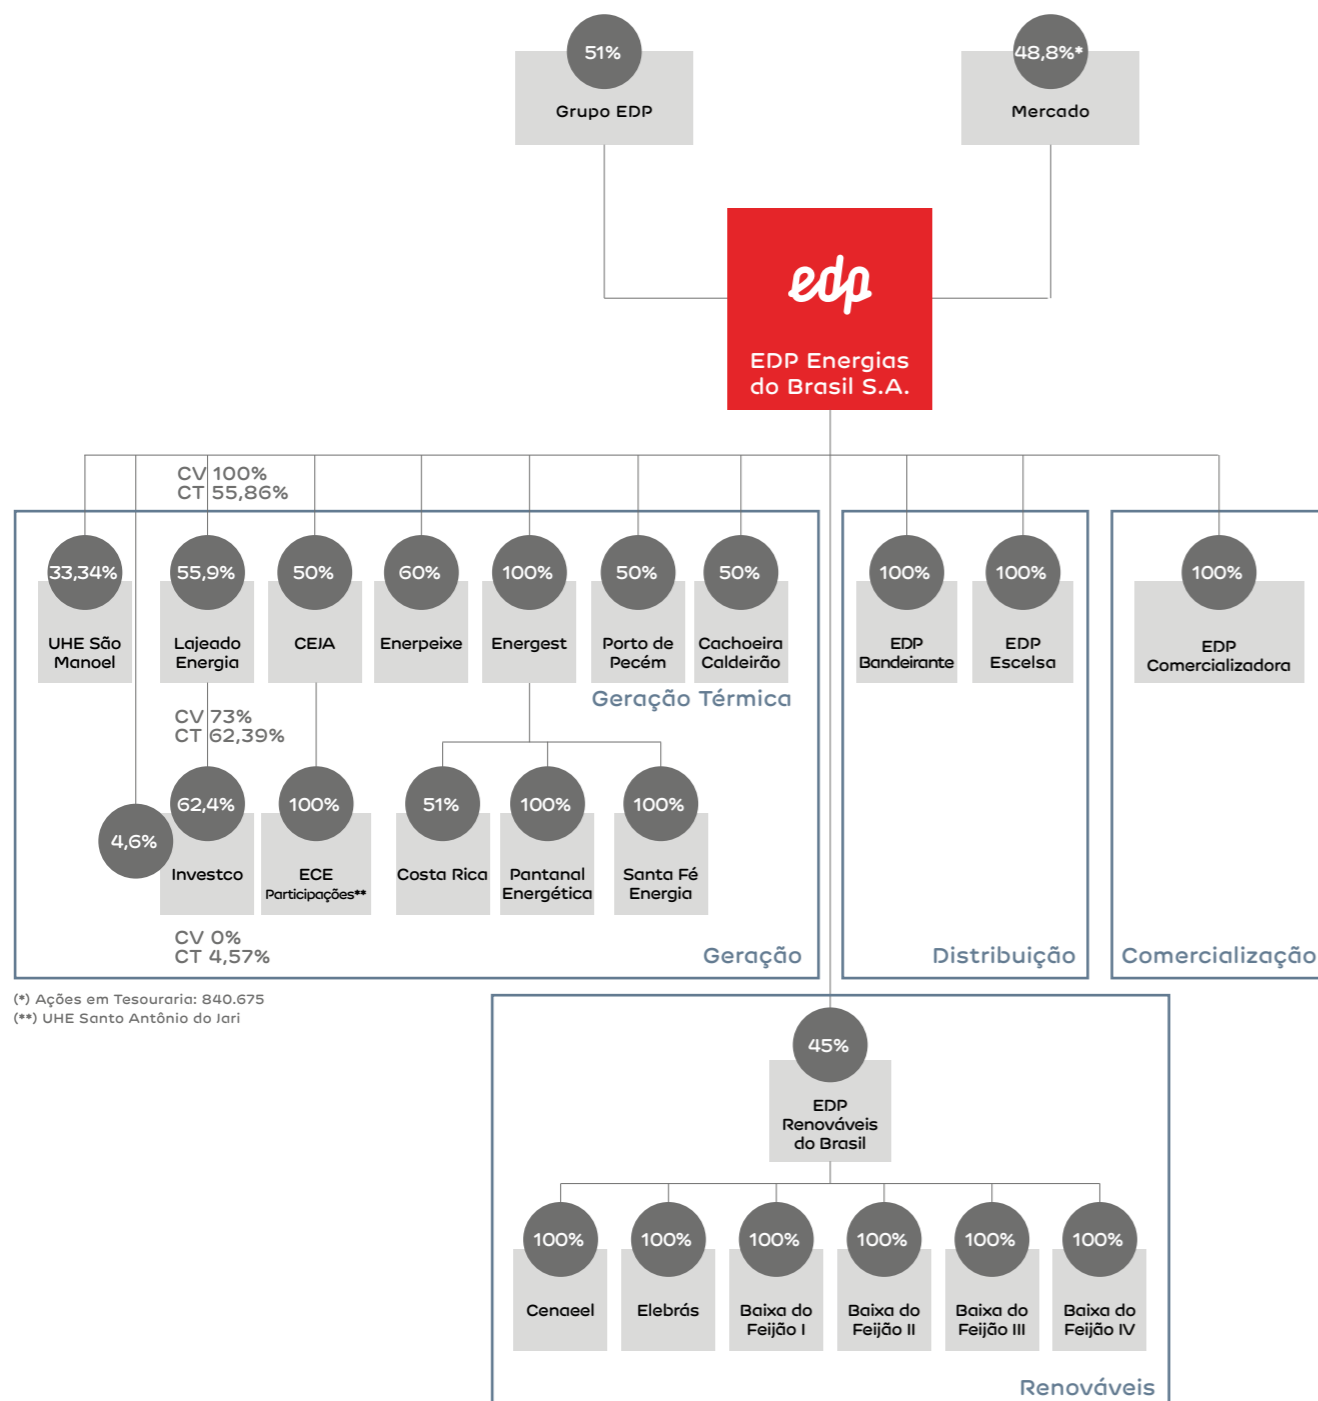 51%
48,8%*
Grupo EDP
Mercado
edp
EDP Energias
do Brasil S.A.
CV 100%
CT 55,86%
33,34%
55,9%
50%
60%
100%
50%
50%
100%
100%
100%
UHE São
Manoel
Lajeado
Energia
CEJA
Enerpeixe
Energest
Porto de
Pecém
Cachoeira
Caldeirão
EDP
Bandeirante
EDP
Escelsa
EDP
Comercializadora
Geração Térmica
CV 73%
CT 62,39%
4,6%
62,4%
100%
51%
100%
100%
Investco
ECE
Participações**
Costa Rica
Pantanal
Energética
Santa Fé
Energia
CV 0%
CT 4,57%
Geração
Distribuição
Comercialização
(*) Ações em Tesouraria: 840.675
(**) UHE Santo Antônio do Jari
45%
EDP
Renováveis
do Brasil
100%
100%
100%
100%
100%
100%
Cenaeel
Elebrás
Baixa do
Feijão I
Baixa do
Feijão II
Baixa do
Feijão III
Baixa do
Feijão IV
Renováveis